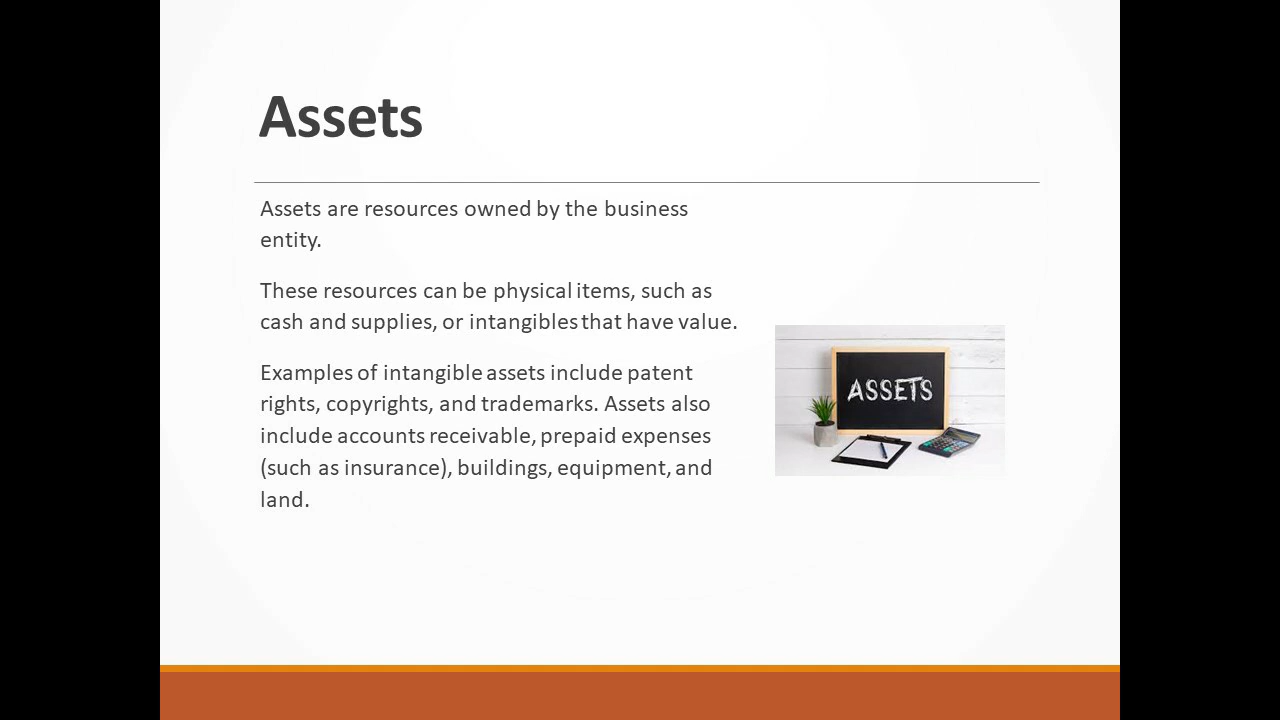 Assets
Assets are resources owned by the business
entity.
These resources can be physical items, such as
cash and supplies, or intangibles that have value.
Examples of intangible assets include patent
rights, copyrights, and trademarks. Assets also
include accounts receivable, prepaid expenses
(such as insurance), buildings, equipment, and
land.
ASSETS